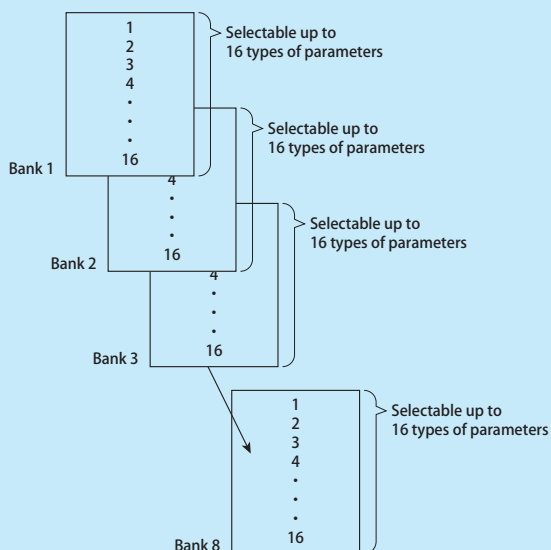 1
2
3
4
•
•
•
16
Bank 1
Selectable up to
16 types of parameters
4
•
•
•
16
Bank 2
Selectable up to
16 types of parameters
4
•
•
•
16
Bank 3
Selectable up to
16 types of parameters
1
2
3
4
•
•
•
16
Bank 8
Selectable up to
16 types of parameters